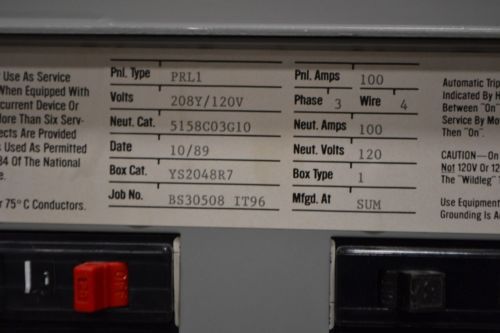 Use As Service
When Equipped With
current Device Or
More Than Six Serv-
ects Are Provided
Used As Permitted
84 Of The National
e.
r 75° C Conductors.
Pnl. Type PRL1
Volts 208Y/120V
Neut. Cat. 5158C03G10
Date 10/89
Box Cat. YS2048R7
Job No. BS30508 IT96
Pnl. Amps 100
Phase 3 Wire 4
Neut. Amps 100
Neut. Volts 120
Box Type 1
Mfgd. At SUM
Automatic Trip
Indicated By H
Between "On"
Service By Mo
Then "On".
CAUTION—On
Not 120V Or 12
The "Wildleg"
Use Equipment
Grounding Is A